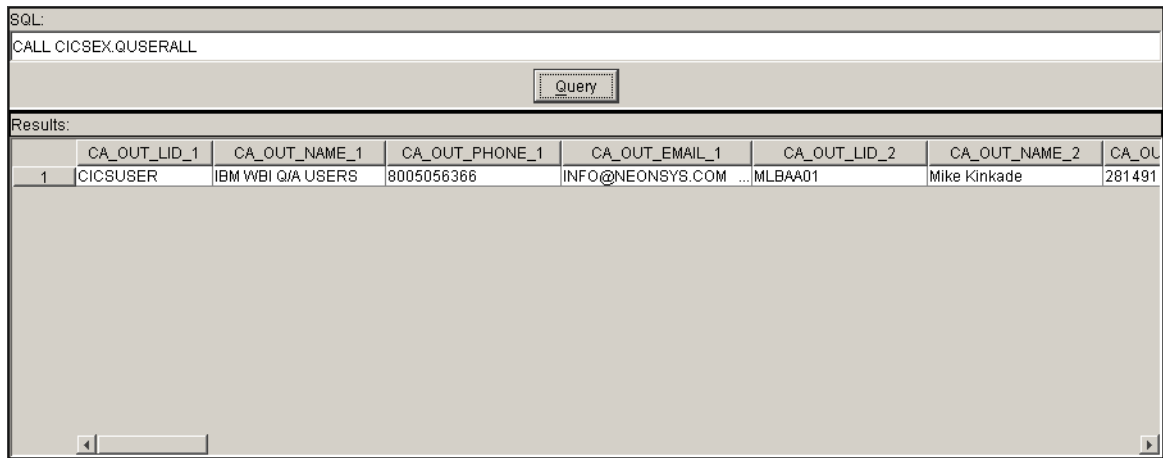 SQL:
CALL CICSEX.QUSERALL
Query
Results:
CA_OUT_LID_1 CA_OUT_NAME_1 CA_OUT_PHONE_1 CA_OUT_EMAIL_1 CA_OUT_LID_2 CA_OUT_NAME_2 CA_OU
1 CICSUSER IBM WBI Q/A USERS 8005056366 INFO@NEONSYS.COM ... MLBAA01 Mike Kinkade 281491